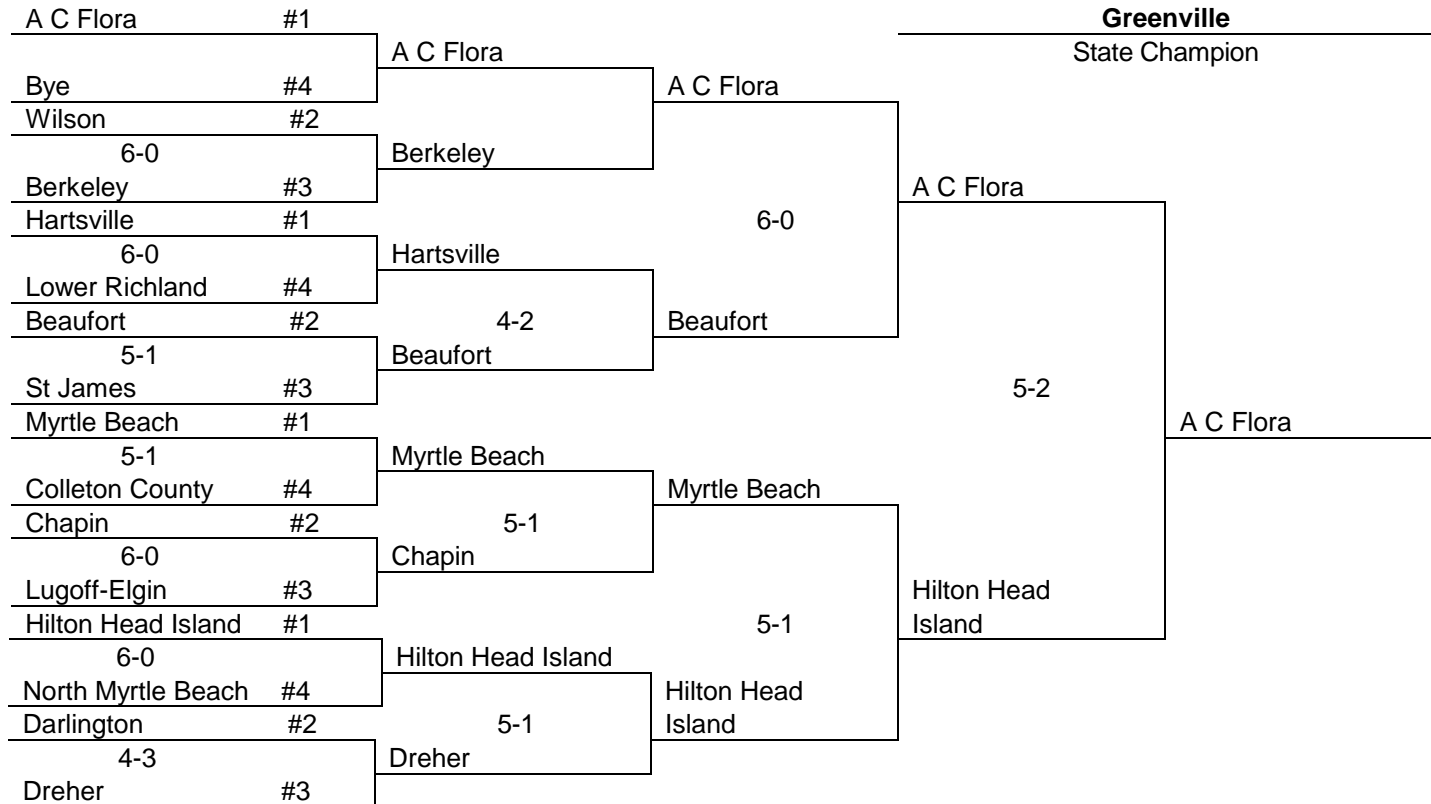 A C Flora #1 Greenville
A C Flora State Champion
Bye #4 A C Flora
Wilson #2
6-0 Berkeley
Berkeley #3 A C Flora
Hartsville #1 6-0
6-0 Hartsville
Lower Richland #4
Beaufort #2 4-2 Beaufort
5-1 Beaufort
St James #3 5-2
Myrtle Beach #1 A C Flora
5-1 Myrtle Beach
Colleton County #4 Myrtle Beach
Chapin #2 5-1
6-0 Chapin
Lugoff-Elgin #3 Hilton Head
Hilton Head Island #1 5-1 Island
6-0 Hilton Head Island
North Myrtle Beach #4 Hilton Head
Darlington #2 5-1 Island
4-3 Dreher
Dreher #3